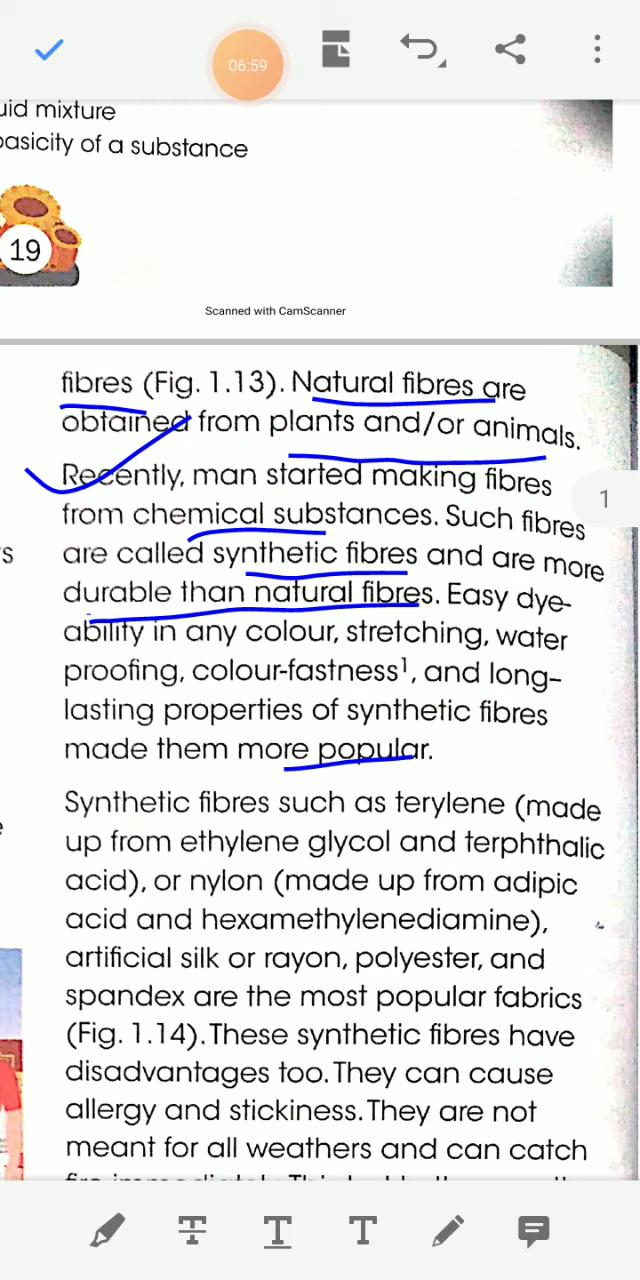 06:59
uid mixture
basicity of a substance
19
Scanned with CamScanner
fibres (Fig. 1.13). Natural fibres are
obtained from plants and/or animals.
Recently, man started making fibres
1
from chemical substances. Such fibres
s
are called synthetic fibres and are more
durable than natural fibres. Easy dye-
ability in any colour, stretching, water
proofing, colour-fastness¹, and long-
lasting properties of synthetic fibres
made them more popular.
Synthetic fibres such as terylene (made
e
up from ethylene glycol and terphthalic
acid), or nylon (made up from adipic
acid and hexamethylenediamine),
artificial silk or rayon, polyester, and
spandex are the most popular fabrics
(Fig. 1.14). These synthetic fibres have
disadvantages too. They can cause
allergy and stickiness. They are not
meant for all weathers and can catch